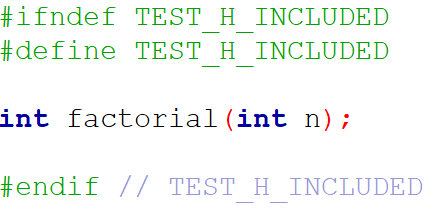 #ifndef TEST_H_INCLUDED
#define TEST_H_INCLUDED
int factorial(int n);
#endif // TEST_H_INCLUDED